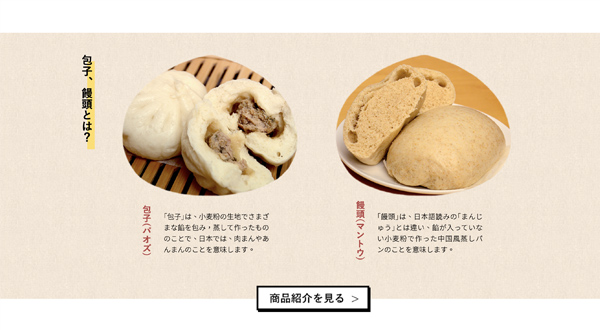 包子、饅頭とは？
包子(パオズ)
「包子」は、小麦粉の生地でさまざ
まな餡を包み・蒸して作ったもの
のことで、日本では、肉まんやあ
んまんのことを意味します。
饅頭(マントウ)
「饅頭」は、日本語読みの「まんじ
ゅう」とは違い、餡が入っていな
い小麦粉で作った中国風蒸しパ
ンのことを意味します。
商品紹介を見る ＞